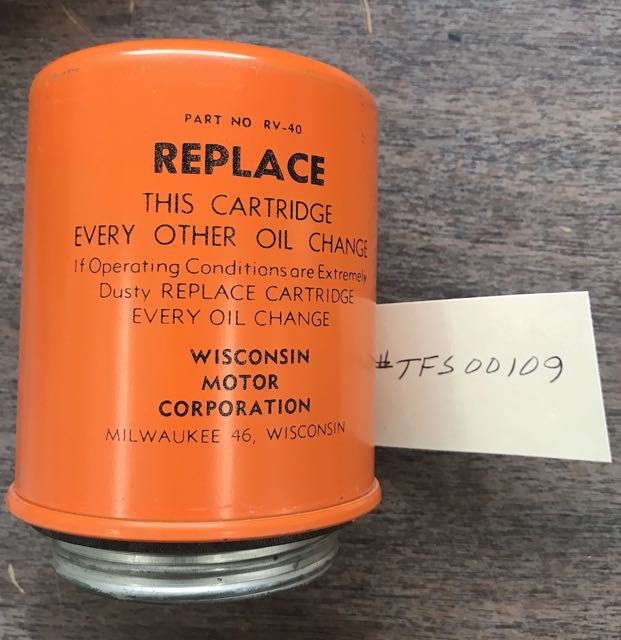 PART NO RV-40
REPLACE
THIS CARTRIDGE
EVERY OTHER OIL CHANGE
If Operating Conditions are Extremely
Dusty REPLACE CARTRIDGE
EVERY OIL CHANGE.
WISCONSIN
MOTOR
CORPORATION
MILWAUKEE 46, WISCONSIN
#TFS00109